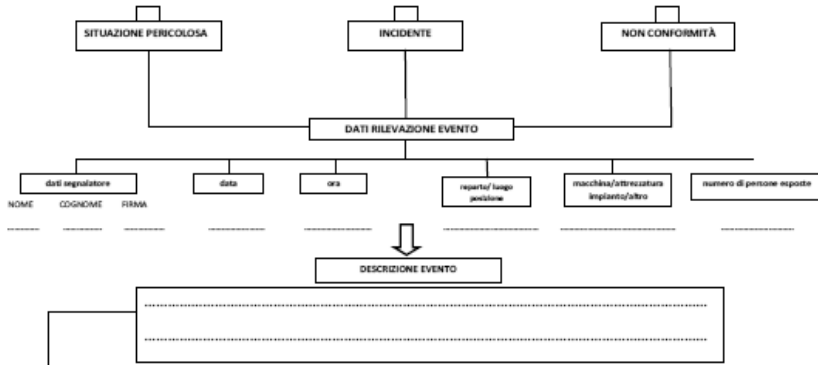 SITUAZIONE PERICOLOSA
INCIDENTE
NON CONFORMITÀ
DATI RILEVAZIONE EVENTO
dati segnalatore
data
ora
reparto/ luogo
posizione
macchina/attrezzatura
impianto/altro
numero di persone esposte
NOME COGNOME FIRMA
DESCRIZIONE EVENTO